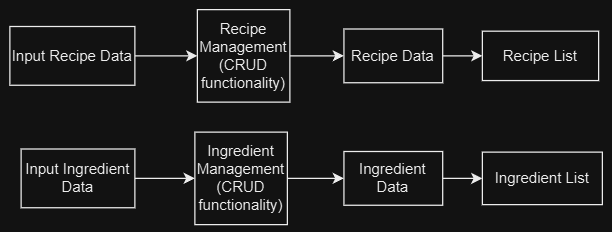 Input Recipe Data
Recipe
Management
(CRUD
functionality)
Recipe Data
Recipe List
Input Ingredient
Data
Ingredient
Management
(CRUD
functionality)
Ingredient
Data
Ingredient List